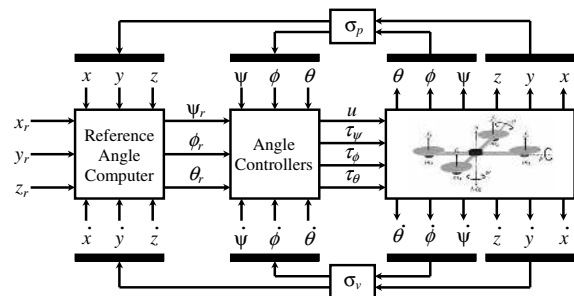 σp
x y z ψ ϕ θ θ ϕ ψ z y x
xr
yr
zr
Reference
Angle
Computer
ψr
ϕr
θr
Angle
Controllers
u
τψ
τϕ
τθ
ẋ ẏ ż ψ̇ ϕ̇ θ̇ θ̇ ϕ̇ ψ̇ ż ẏ ẋ
σv